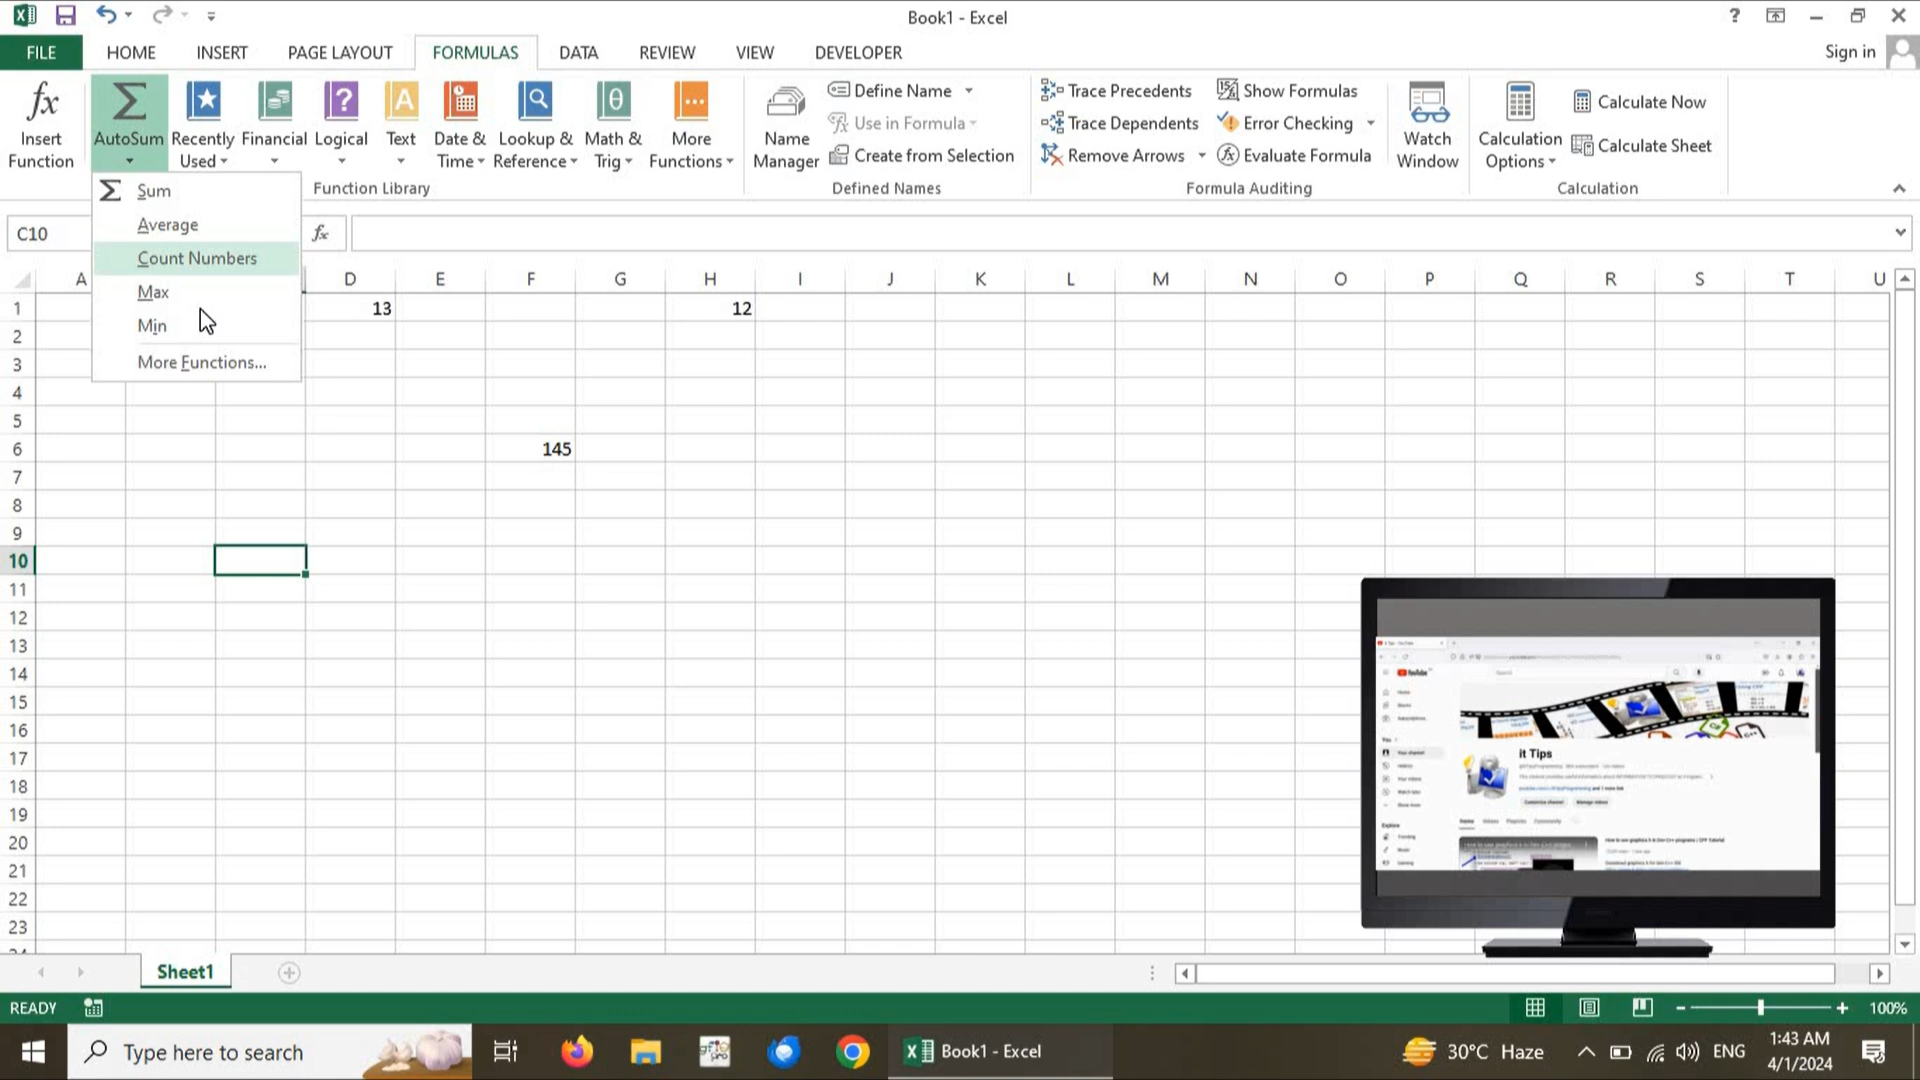 Book1 - Excel
?
FILE HOME INSERT PAGE LAYOUT FORMULAS DATA REVIEW VIEW DEVELOPER Sign in
fx Insert Function
Σ AutoSum
Recently Used
Financial
Logical
Text
Date & Time
Lookup & Reference
Math & Trig
More Functions
Function Library
Name Manager
Define Name
Use in Formula
Create from Selection
Defined Names
Trace Precedents
Trace Dependents
Remove Arrows
Show Formulas
Error Checking
Evaluate Formula
Formula Auditing
Watch Window
Calculation Options
Calculate Now
Calculate Sheet
Calculation
Σ Sum
Average
Count Numbers
Max
Min
More Functions...
C10 fx
A D E F G H I J K L M N O P Q R S T U
1 13 12
2
3
4
5
6 145
7
8
9
10
11
12
13
14
15
16
17
18
19
20
21
22
23
YouTube
it Tips
Sheet1
READY 100%
Type here to search
Book1 - Excel
30°C Haze
ENG
1:43 AM
4/1/2024